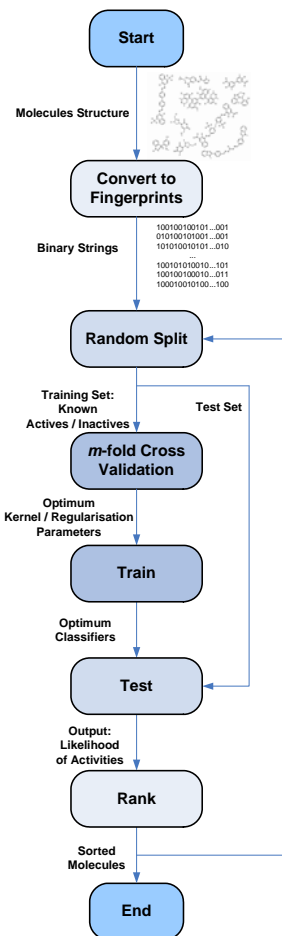 Start
Molecules Structure
Convert to
Fingerprints
Binary Strings
100100100101...001
010100101001...001
101010010101...010
...
100101010010...101
100100100010...011
100010010100...100
Random Split
Training Set:
Known
Actives / Inactives
Test Set
m-fold Cross
Validation
Optimum
Kernel / Regularisation
Parameters
Train
Optimum
Classifiers
Test
Output:
Likelihood
of Activities
Rank
Sorted
Molecules
End